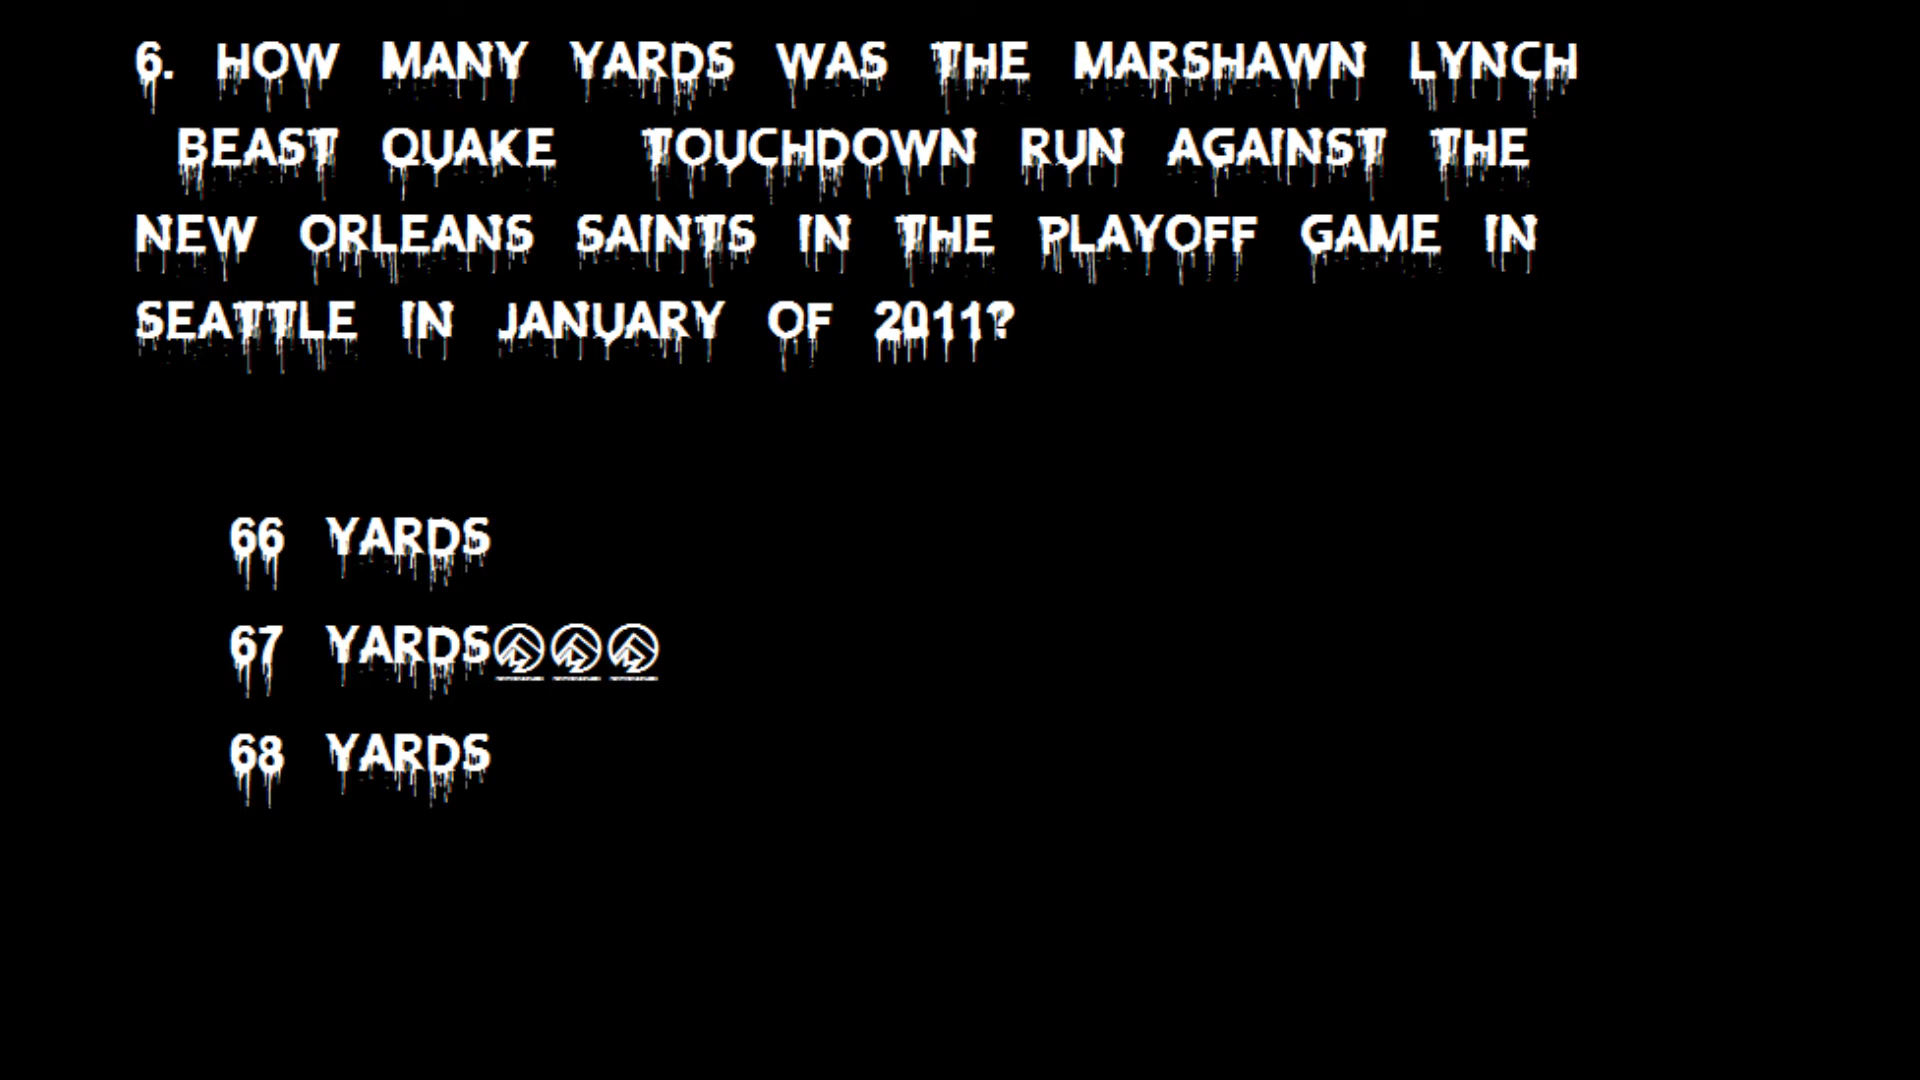 6. HOW MANY YARDS WAS THE MARSHAWN LYNCH
BEAST QUAKE TOUCHDOWN RUN AGAINST THE
NEW ORLEANS SAINTS IN THE PLAYOFF GAME IN
SEATTLE IN JANUARY OF 2011?
66 YARDS
67 YARDS
68 YARDS